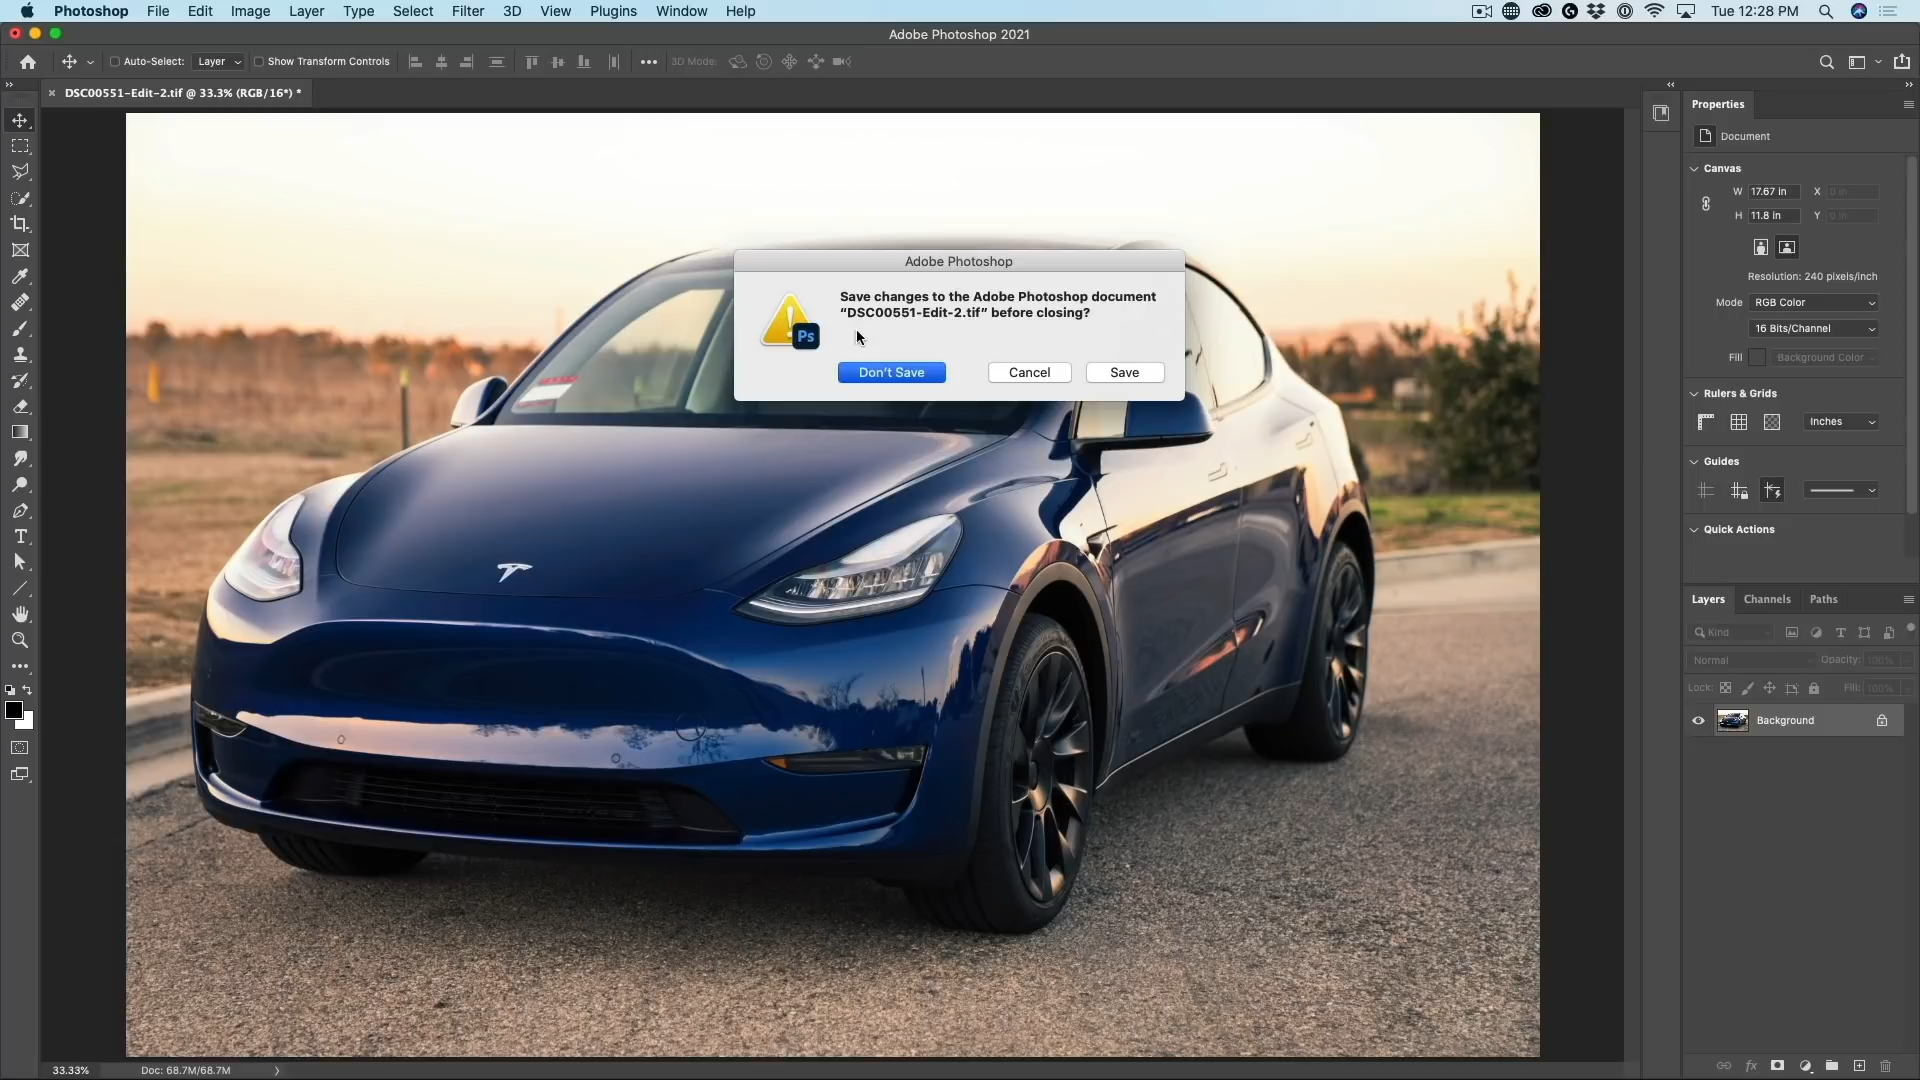 Photoshop File Edit Image Layer Type Select Filter 3D View Plugins Window Help Tue 12:28 PM
Adobe Photoshop 2021
Auto-Select: Layer Show Transform Controls 3D Mode:
DSC00551-Edit-2.tif @ 33.3% (RGB/16*) *
Adobe Photoshop
Save changes to the Adobe Photoshop document
“DSC00551-Edit-2.tif” before closing?
Ps
Don't Save Cancel Save
Properties
Document
Canvas
W 17.67 in X 0 in
H 11.8 in Y 0 in
Resolution: 240 pixels/inch
Mode RGB Color
16 Bits/Channel
Fill Background Color
Rulers & Grids
Inches
Guides
Quick Actions
Layers Channels Paths
Kind
Normal Opacity: 100%
Lock: Fill: 100%
Background
fx
33.33% Doc: 68.7M/68.7M